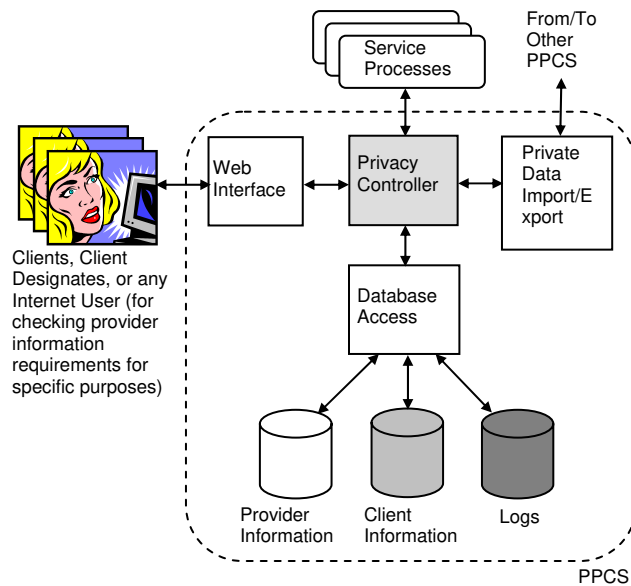 Service
Processes
From/To
Other
PPCS
Web
Interface
Privacy
Controller
Private
Data
Import/E
xport
Clients, Client
Designates, or any
Internet User (for
checking provider
information
requirements for
specific purposes)
Database
Access
Provider
Information
Client
Information
Logs
PPCS